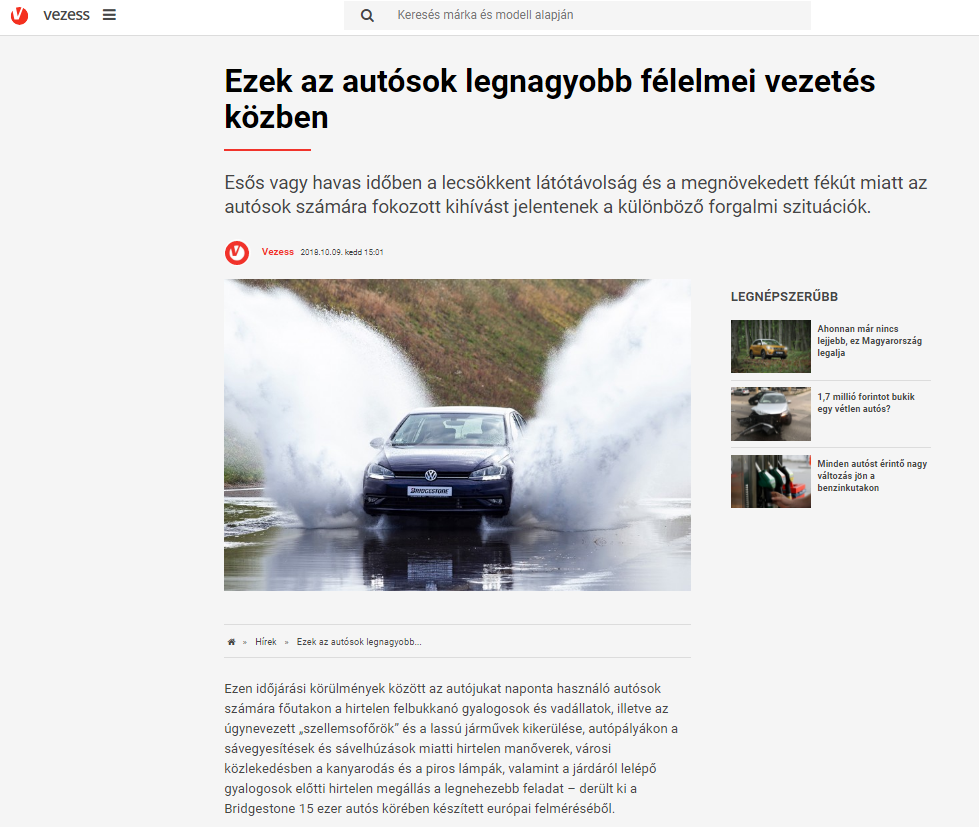 vezess
Keresés márka és modell alapján
Ezek az autósok legnagyobb félelmei vezetés
közben
Esős vagy havas időben a lecsökkent látótávolság és a megnövekedett fékút miatt az
autósok számára fokozott kihívást jelentenek a különböző forgalmi szituációk.
Vezess 2018.10.09. kedd 15:01
BRIDGESTONE
LEGNÉPSZERŰBB
Ahonnan már nincs
lejjebb, ez Magyarország
legalja
1,7 millió forintot bukik
egy vétlen autós?
Minden autóst érintő nagy
változás jön a
benzinkutakon
» Hírek » Ezek az autósok legnagyobb...
Ezen időjárási körülmények között az autójukat naponta használó autósok
számára főutakon a hirtelen felbukkanó gyalogosok és vadállatok, illetve az
úgynevezett „szellemsofőrök” és a lassú járművek kikerülése, autópályákon a
sávegyesítések és sávelhúzások miatti hirtelen manőverek, városi
közlekedésben a kanyarodás és a piros lámpák, valamint a járdáról lelépő
gyalogosok előtti hirtelen megállás a legnehezebb feladat – derült ki a
Bridgestone 15 ezer autós körében készített európai felméréséből.